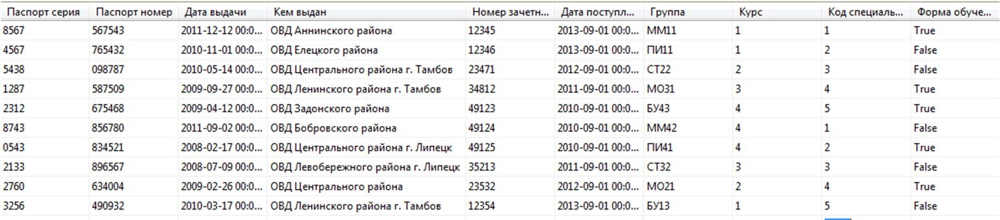 Паспорт серия Паспорт номер Дата выдачи Кем выдан Номер зачетн... Дата поступл... Группа Курс Код специаль... Форма обуче...
8567 567543 2011-12-12 00:0... ОВД Аннинского района 12345 2013-09-01 00:0... ММ11 1 1 True
4567 765432 2010-11-01 00:0... ОВД Елецкого района 12346 2013-09-01 00:0... ПИ11 1 2 False
5438 098787 2010-05-14 00:0... ОВД Центрального района г. Тамбов 23471 2012-09-01 00:0... СТ22 2 3 False
1287 587509 2009-09-27 00:0... ОВД Ленинского района г. Тамбов 34812 2011-09-01 00:0... МО31 3 4 True
2312 675468 2009-04-12 00:0... ОВД Задонского района 49123 2010-09-01 00:0... БУ43 4 5 True
8743 856780 2011-09-02 00:0... ОВД Бобровского района 49124 2010-09-01 00:0... ММ42 4 1 False
0543 834521 2008-02-17 00:0... ОВД Центрального района г. Липецк 49125 2010-09-01 00:0... ПИ41 4 2 True
2133 896567 2008-07-09 00:0... ОВД Левобережного района г. Липецк 35213 2011-09-01 00:0... СТ32 3 3 False
2760 634004 2009-02-26 00:0... ОВД Центрального района 23532 2012-09-01 00:0... МО21 2 4 True
3256 490932 2010-03-17 00:0... ОВД Ленинского района г. Тамбов 12354 2013-09-01 00:0... БУ13 1 5 False